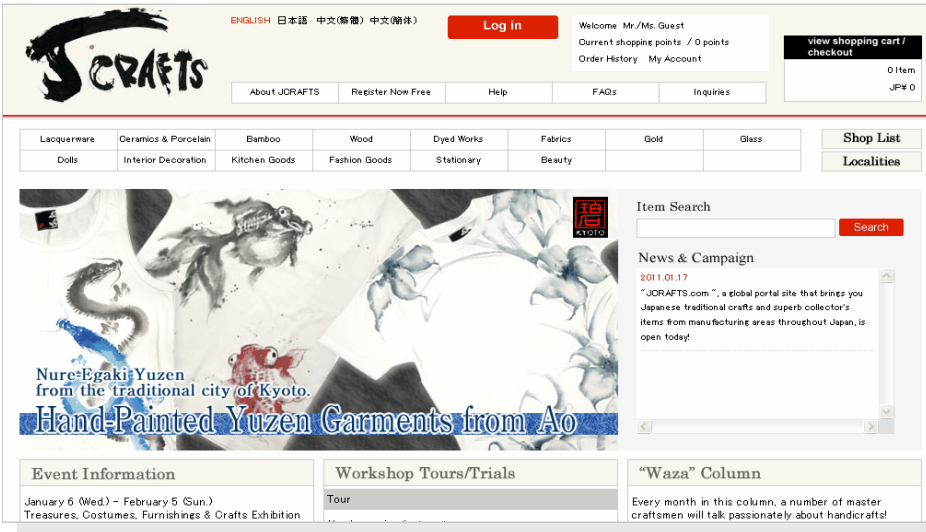 JCRAFTS
ENGLISH 日本語 中文(繁體) 中文(簡体)
Log in
Welcome Mr./Ms. Guest
Current shopping points / 0 points
Order History My Account
view shopping cart /
checkout
0 Item
JP¥ 0
About JCRAFTS Register Now Free Help FAQs Inquiries
Lacquerware Ceramics & Porcelain Bamboo Wood Dyed Works Fabrics Gold Glass
Dolls Interior Decoration Kitchen Goods Fashion Goods Stationary Beauty
Shop List
Localities
碧
KYOTO
Nure-Egaki Yuzen
from the traditional city of Kyoto.
Hand-Painted Yuzen Garments from Ao
Item Search
Search
News & Campaign
2011.01.17
~JCRAFTS.com~, a global portal site that brings you
Japanese traditional crafts and superb collector's
items from manufacturing areas throughout Japan, is
open today!
Event Information
January 6 (Wed.) - February 5 (Sun.)
Treasures, Costumes, Furnishings & Crafts Exhibition
Workshop Tours/Trials
Tour
“Waza” Column
Every month in this column, a number of master
craftsmen will talk passionately about handicrafts!